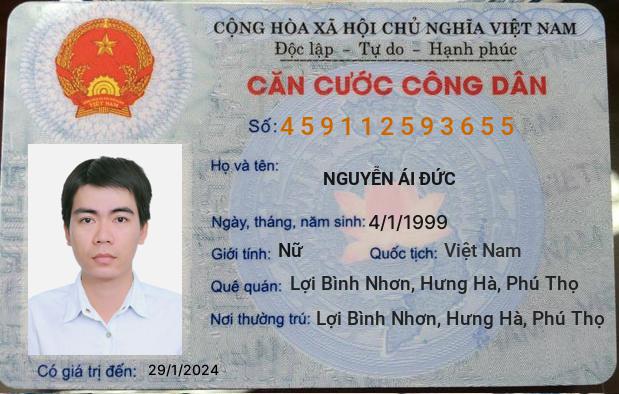 CỘNG HÒA XÃ HỘI CHỦ NGHĨA VIỆT NAM
Độc lập - Tự do - Hạnh phúc
CĂN CƯỚC CÔNG DÂN
Số: 459112593655
Họ và tên:
NGUYỄN ÁI ĐỨC
Ngày, tháng, năm sinh: 4/1/1999
Giới tính: Nữ Quốc tịch: Việt Nam
Quê quán: Lợi Bình Nhơn, Hưng Hà, Phú Thọ
Nơi thường trú: Lợi Bình Nhơn, Hưng Hà, Phú Thọ
Có giá trị đến: 29/1/2024
VIỆT NAM